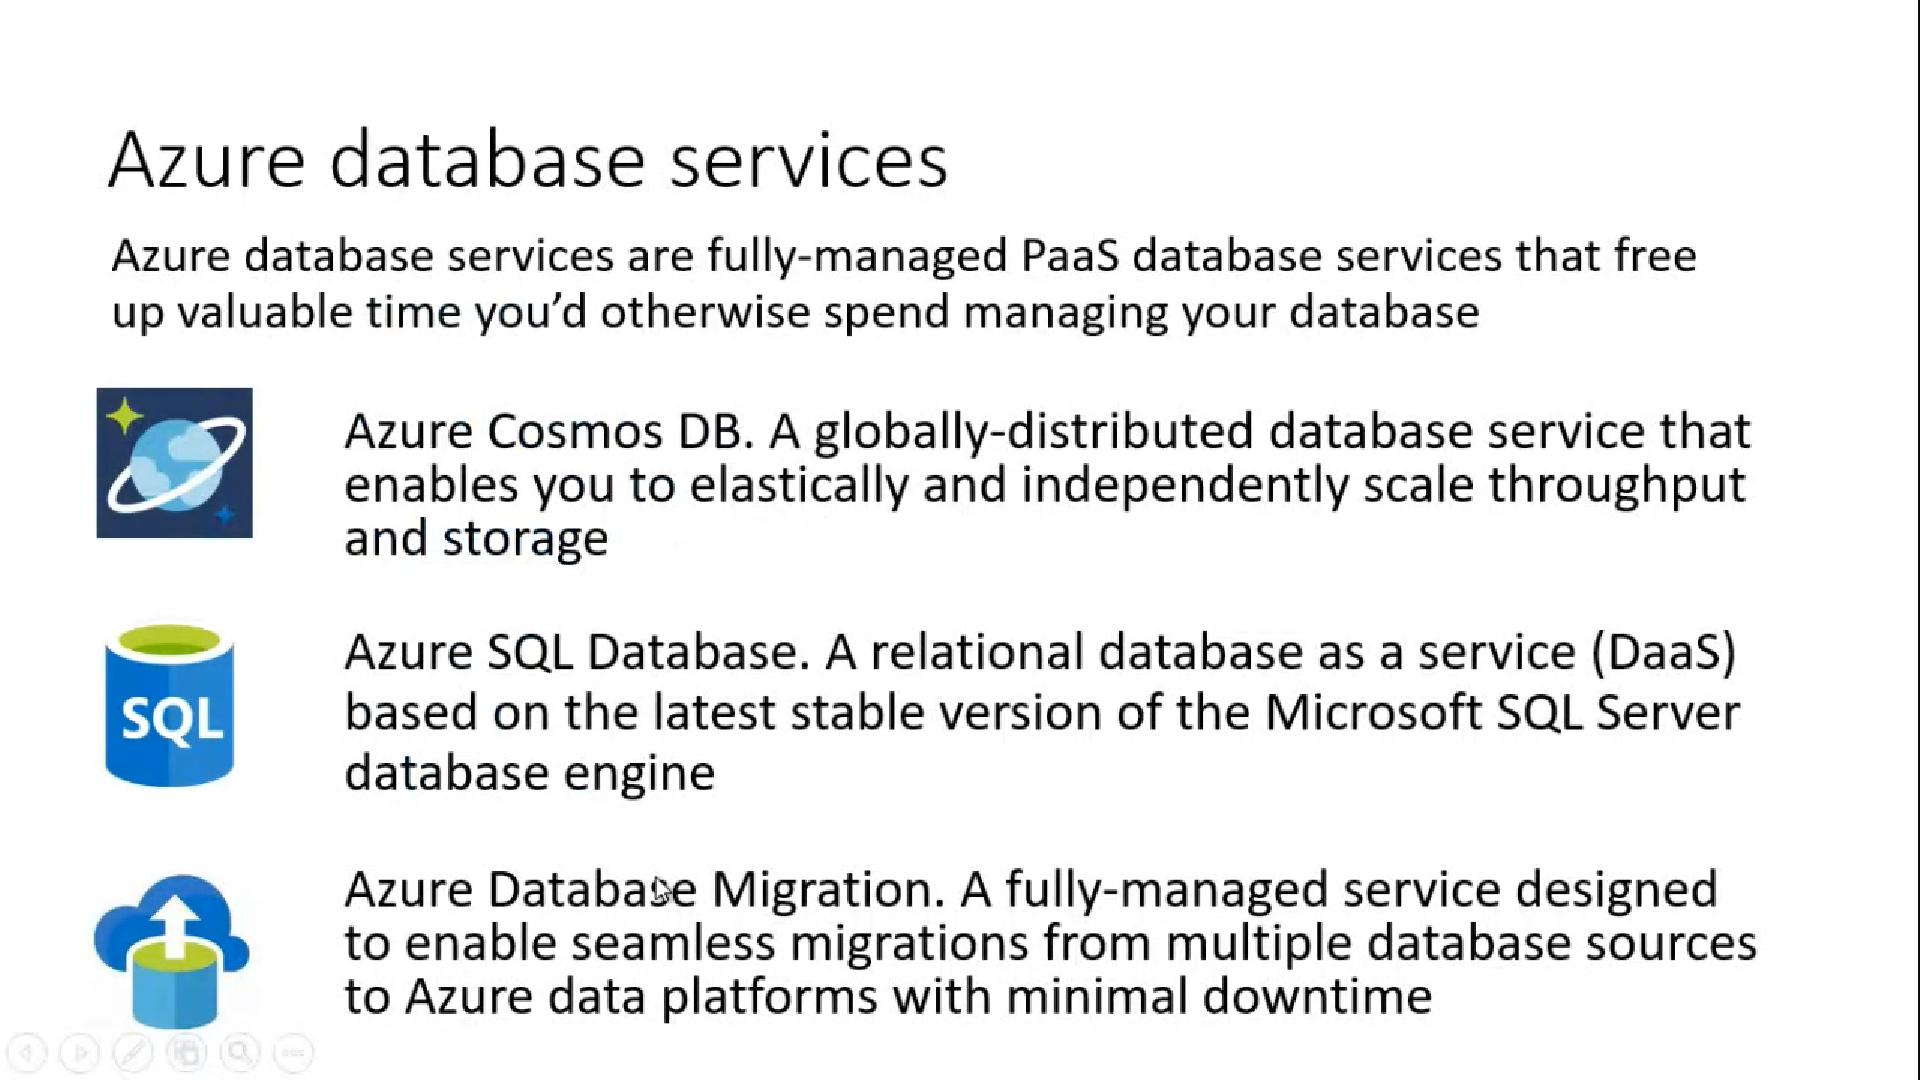 Azure database services
Azure database services are fully-managed PaaS database services that free
up valuable time you’d otherwise spend managing your database
Azure Cosmos DB. A globally-distributed database service that
enables you to elastically and independently scale throughput
and storage
SQL
Azure SQL Database. A relational database as a service (DaaS)
based on the latest stable version of the Microsoft SQL Server
database engine
Azure Database Migration. A fully-managed service designed
to enable seamless migrations from multiple database sources
to Azure data platforms with minimal downtime